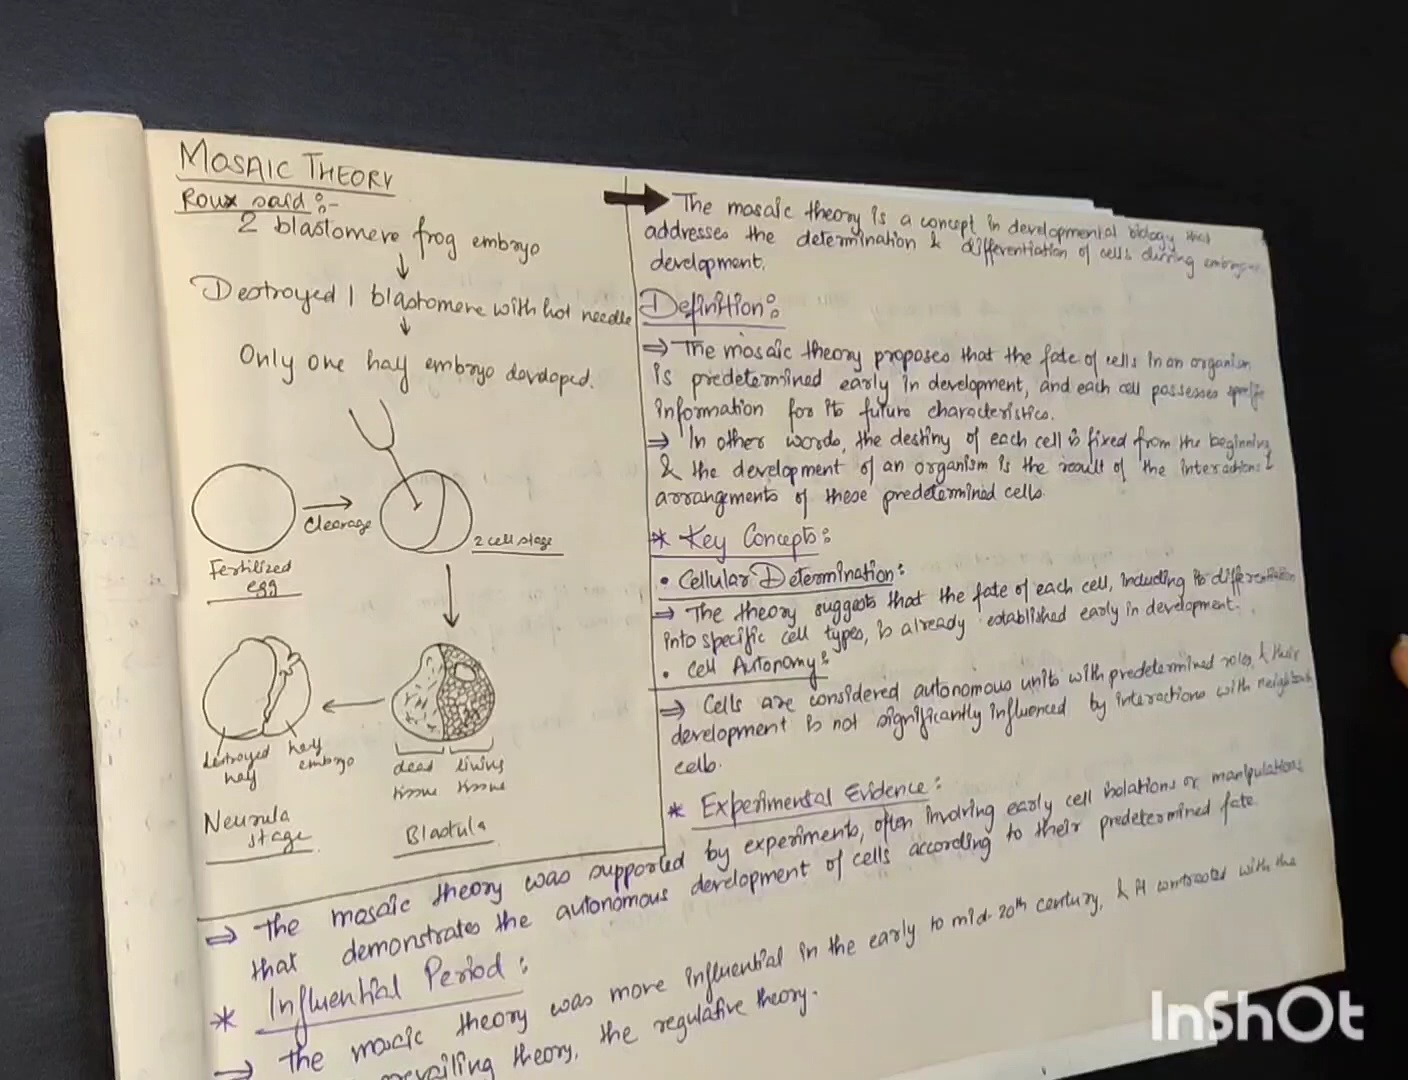 MOSAIC THEORY
Roux said:-
2 blastomere frog embryo
↓
Destroyed 1 blastomere with hot needle
↓
Only one half embryo developed.
Fertilized
egg
Cleavage
2 cell stage
destroyed
half
half
embryo
Neurula
stage
dead
tissue
living
tissue
Blastula
→ The mosaic theory is a concept in developmental biology that
addresses the determination & differentiation of cells during
development.
Definition:
⇒ The mosaic theory proposes that the fate of cells in an organism
is predetermined early in development, and each cell possesses specific
information for its future characteristics.
⇒ In other words, the destiny of each cell is fixed from the beginning
& the development of an organism is the result of the interactions &
arrangements of these predetermined cells.
* Key Concepts:
• Cellular Determination:
⇒ The theory suggests that the fate of each cell, including its differentiation
into specific cell types, is already established early in development.
• Cell Autonomy:
⇒ Cells are considered autonomous units with predetermined roles, & their
development is not significantly influenced by interactions with
cells.
* Experimental Evidence:
⇒ The mosaic theory was supported by experiments, often involving early cell isolations or manipulations
that demonstrates the autonomous development of cells according to their predetermined fate.
* Influential Period:
⇒ The mosaic theory was more influential in the early to mid-20th century, & it contrasted with the
prevailing theory, the regulative theory.
InShOt